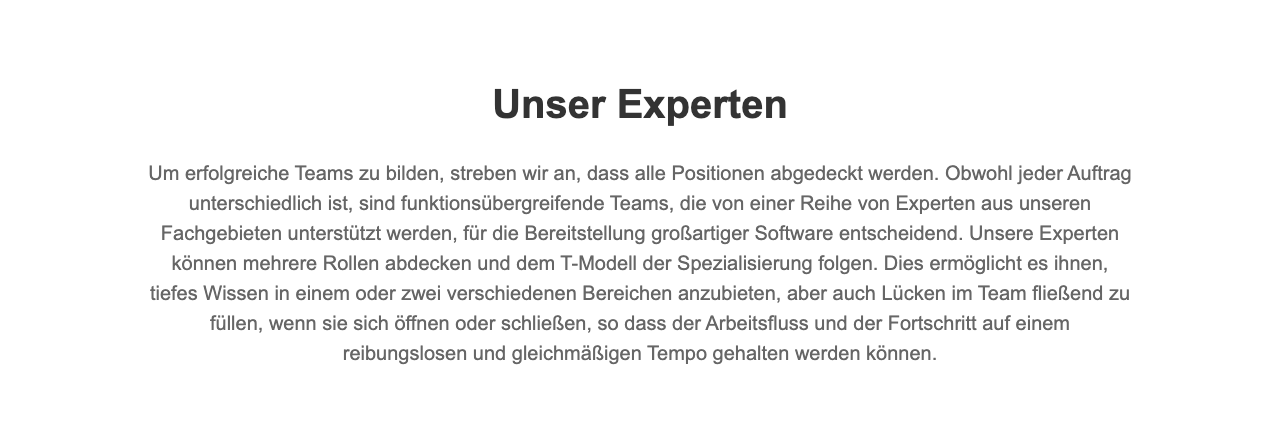 Unser Experten
Um erfolgreiche Teams zu bilden, streben wir an, dass alle Positionen abgedeckt werden. Obwohl jeder Auftrag
unterschiedlich ist, sind funktionsübergreifende Teams, die von einer Reihe von Experten aus unseren
Fachgebieten unterstützt werden, für die Bereitstellung großartiger Software entscheidend. Unsere Experten
können mehrere Rollen abdecken und dem T-Modell der Spezialisierung folgen. Dies ermöglicht es ihnen,
tiefes Wissen in einem oder zwei verschiedenen Bereichen anzubieten, aber auch Lücken im Team fließend zu
füllen, wenn sie sich öffnen oder schließen, so dass der Arbeitsfluss und der Fortschritt auf einem
reibungslosen und gleichmäßigen Tempo gehalten werden können.